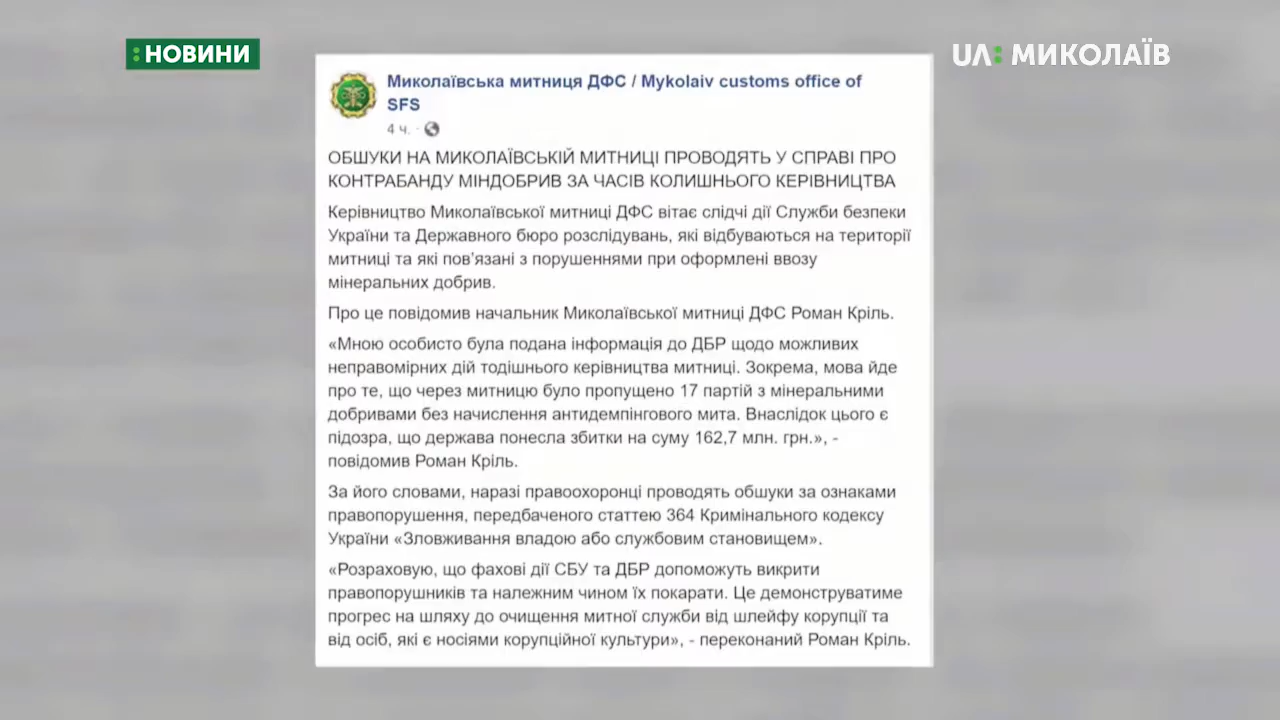 : НОВИНИ
UA: МИКОЛАЇВ
Миколаївська митниця ДФС / Mykolaiv customs office of
SFS
4 ч. ·
ОБШУКИ НА МИКОЛАЇВСЬКІЙ МИТНИЦІ ПРОВОДЯТЬ У СПРАВІ ПРО
КОНТРАБАНДУ МІНДОБРИВ ЗА ЧАСІВ КОЛИШНЬОГО КЕРІВНИЦТВА
Керівництво Миколаївської митниці ДФС вітає слідчі дії Служби безпеки
України та Державного бюро розслідувань, які відбуваються на території
митниці та які пов’язані з порушеннями при оформлені ввозу
мінеральних добрив.
Про це повідомив начальник Миколаївської митниці ДФС Роман Кріль.
«Мною особисто була подана інформація до ДБР щодо можливих
неправомірних дій тодішнього керівництва митниці. Зокрема, мова йде
про те, що через митницю було пропущено 17 партій з мінеральними
добривами без начислення антидемпінгового мита. Внаслідок цього є
підозра, що держава понесла збитки на суму 162,7 млн. грн.», -
повідомив Роман Кріль.
За його словами, наразі правоохоронці проводять обшуки за ознаками
правопорушення, передбаченого статтею 364 Кримінального кодексу
України «Зловживання владою або службовим становищем».
«Розраховую, що фахові дії СБУ та ДБР допоможуть викрити
правопорушників та належним чином їх покарати. Це демонструватиме
прогрес на шляху до очищення митної служби від шлейфу корупції та
від осіб, які є носіями корупційної культури», - переконаний Роман Кріль.